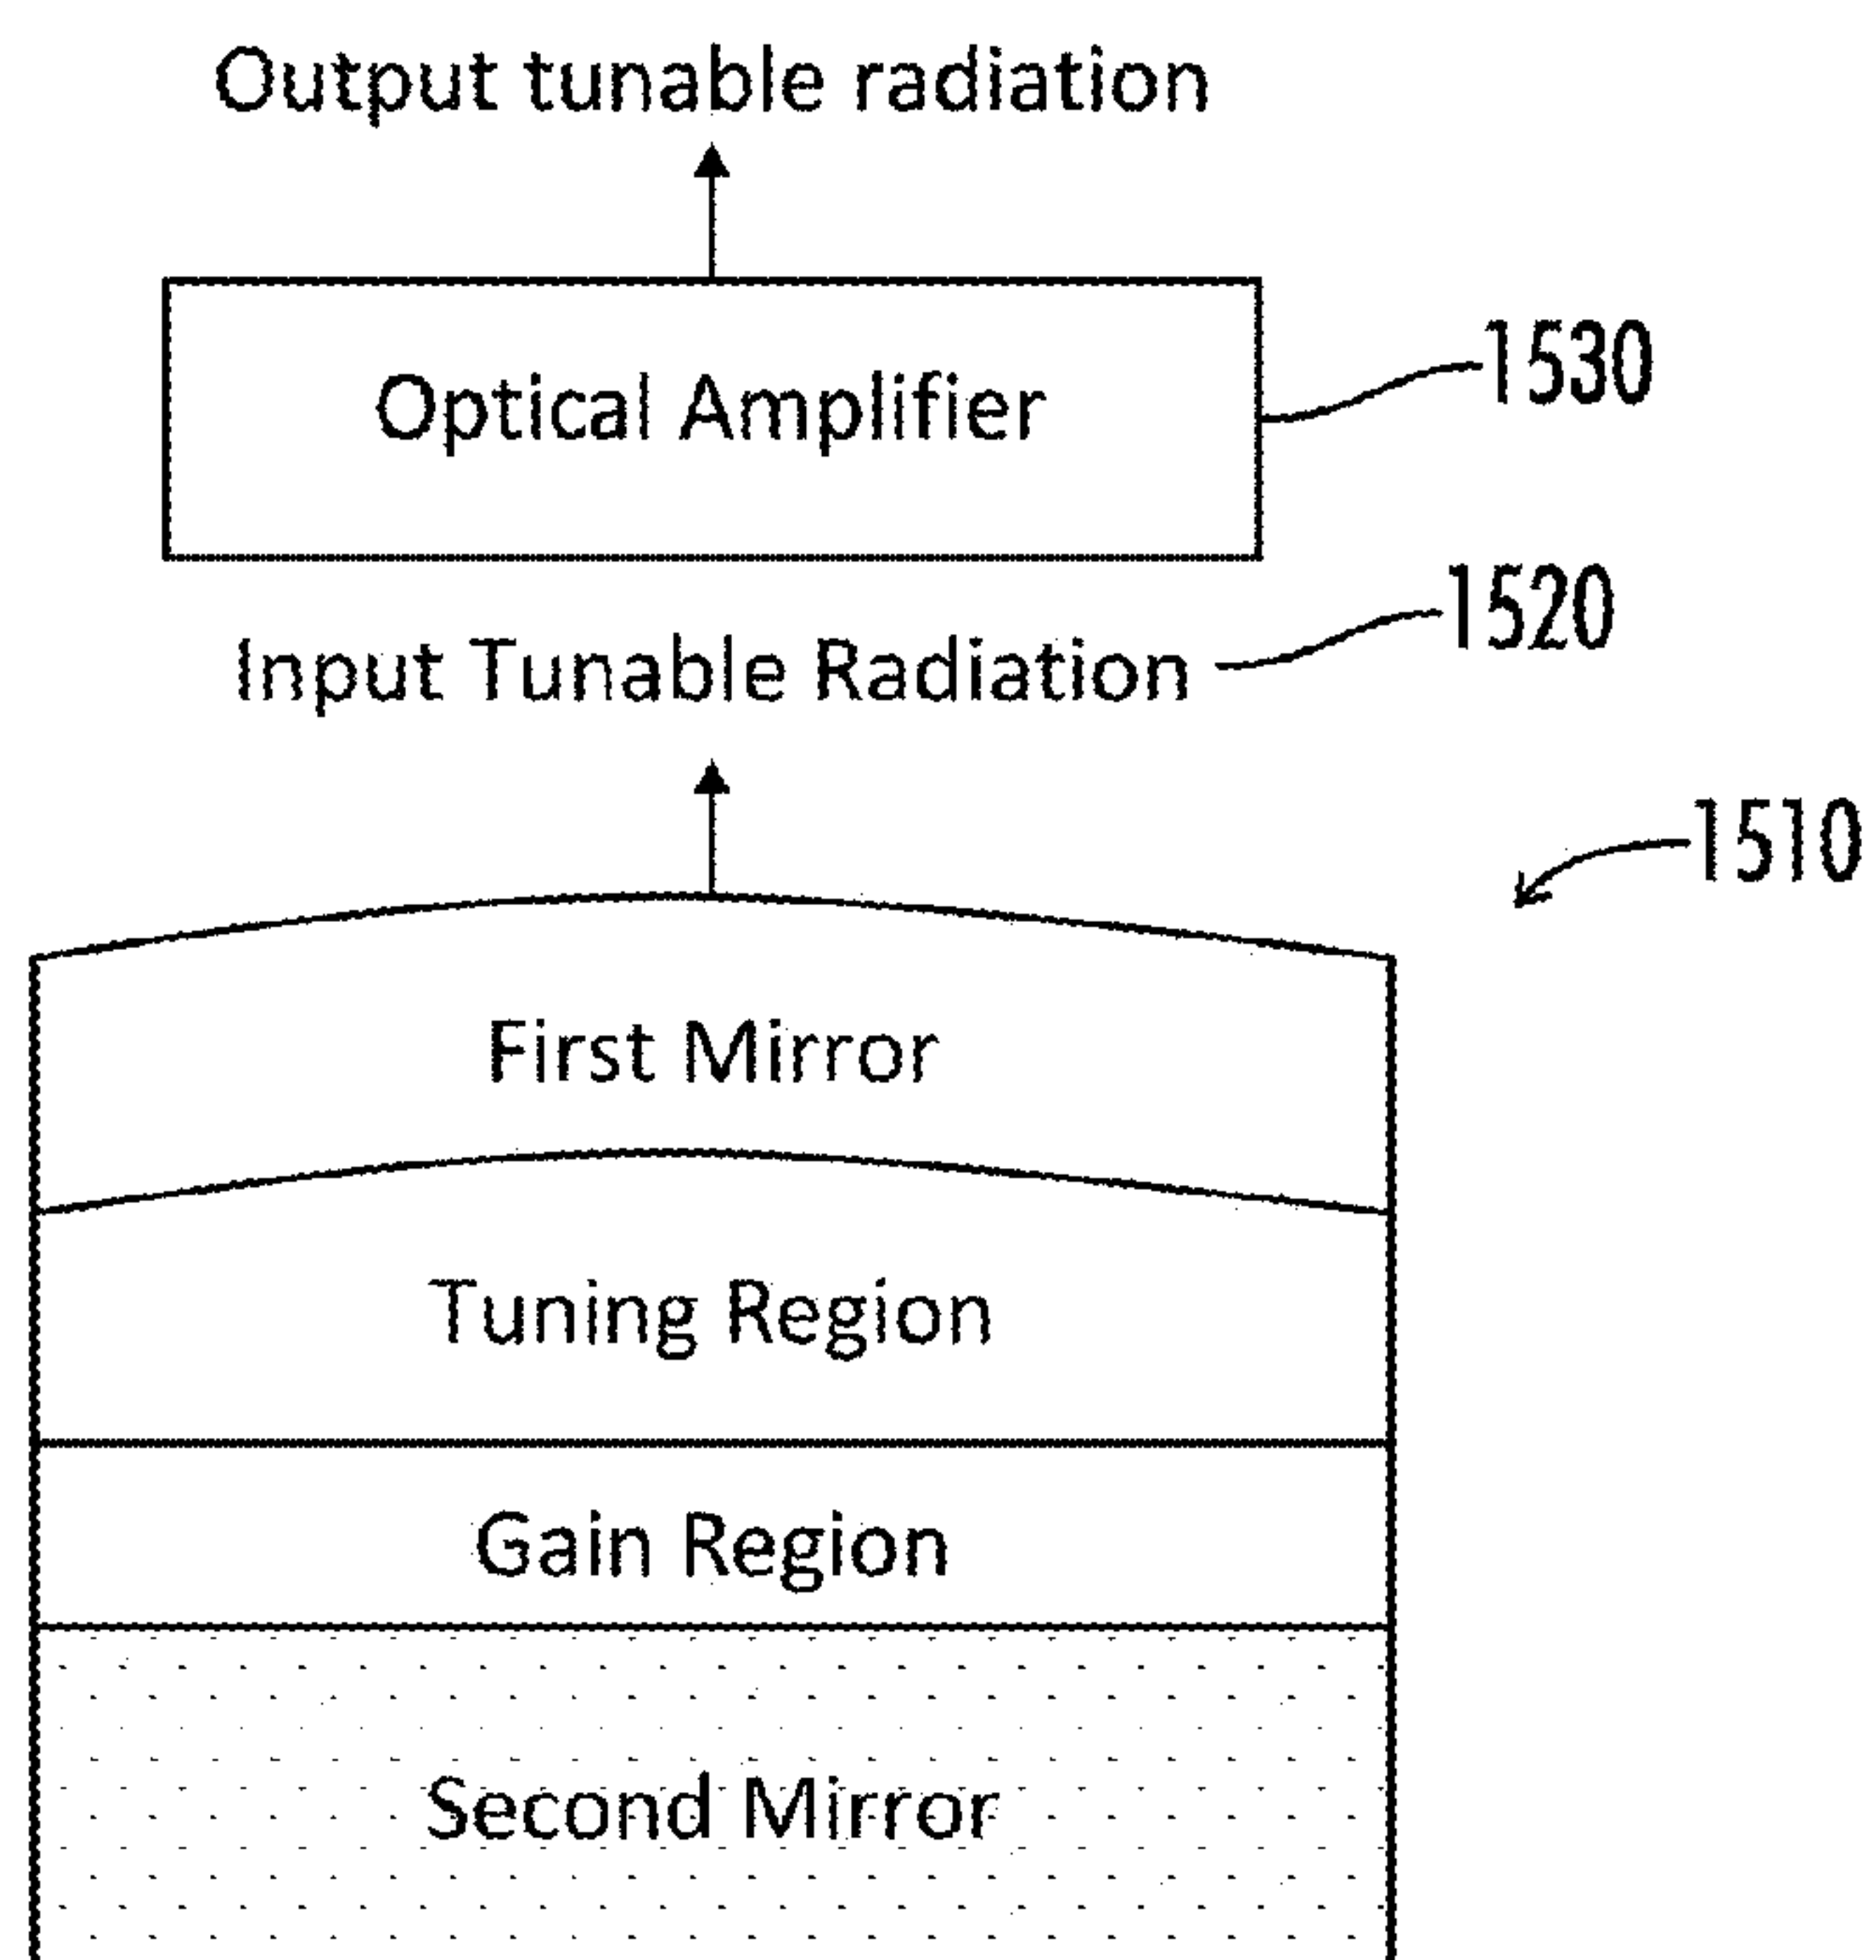 Output tunable radiation
Optical Amplifier
1530
Input Tunable Radiation
1520
1510
First Mirror
Tuning Region
Gain Region
Second Mirror